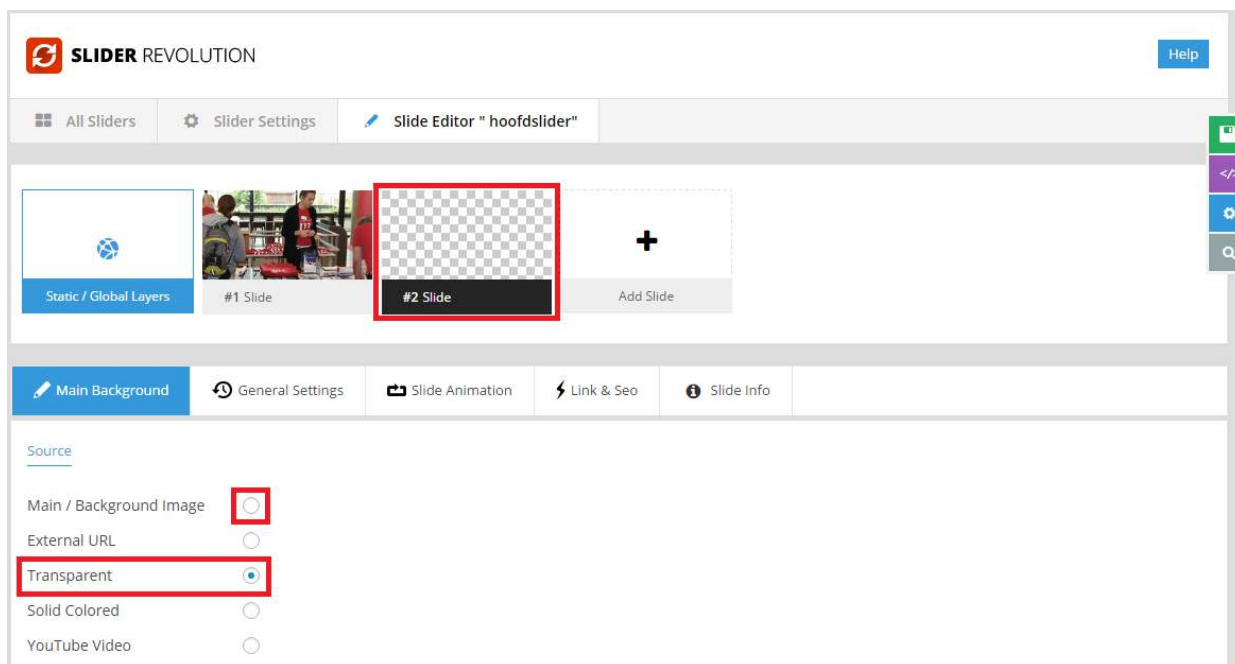 SLIDER REVOLUTION
Help
All Sliders
Slider Settings
Slide Editor " hoofdslider"
Static / Global Layers
#1 Slide
#2 Slide
Add Slide
Main Background
General Settings
Slide Animation
Link & Seo
Slide Info
Source
Main / Background Image
External URL
Transparent
Solid Colored
YouTube Video